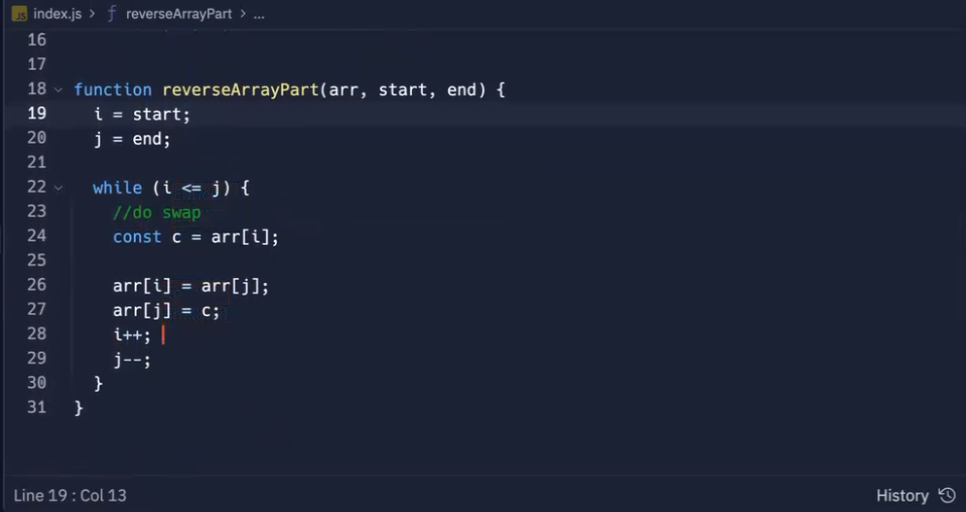 JS index.js > f reverseArrayPart > ...
16
17
18 function reverseArrayPart(arr, start, end) {
19 i = start;
20 j = end;
21
22 while (i <= j) {
23 //do swap
24 const c = arr[i];
25
26 arr[i] = arr[j];
27 arr[j] = c;
28 i++;
29 j--;
30 }
31 }
Line 19 : Col 13 History